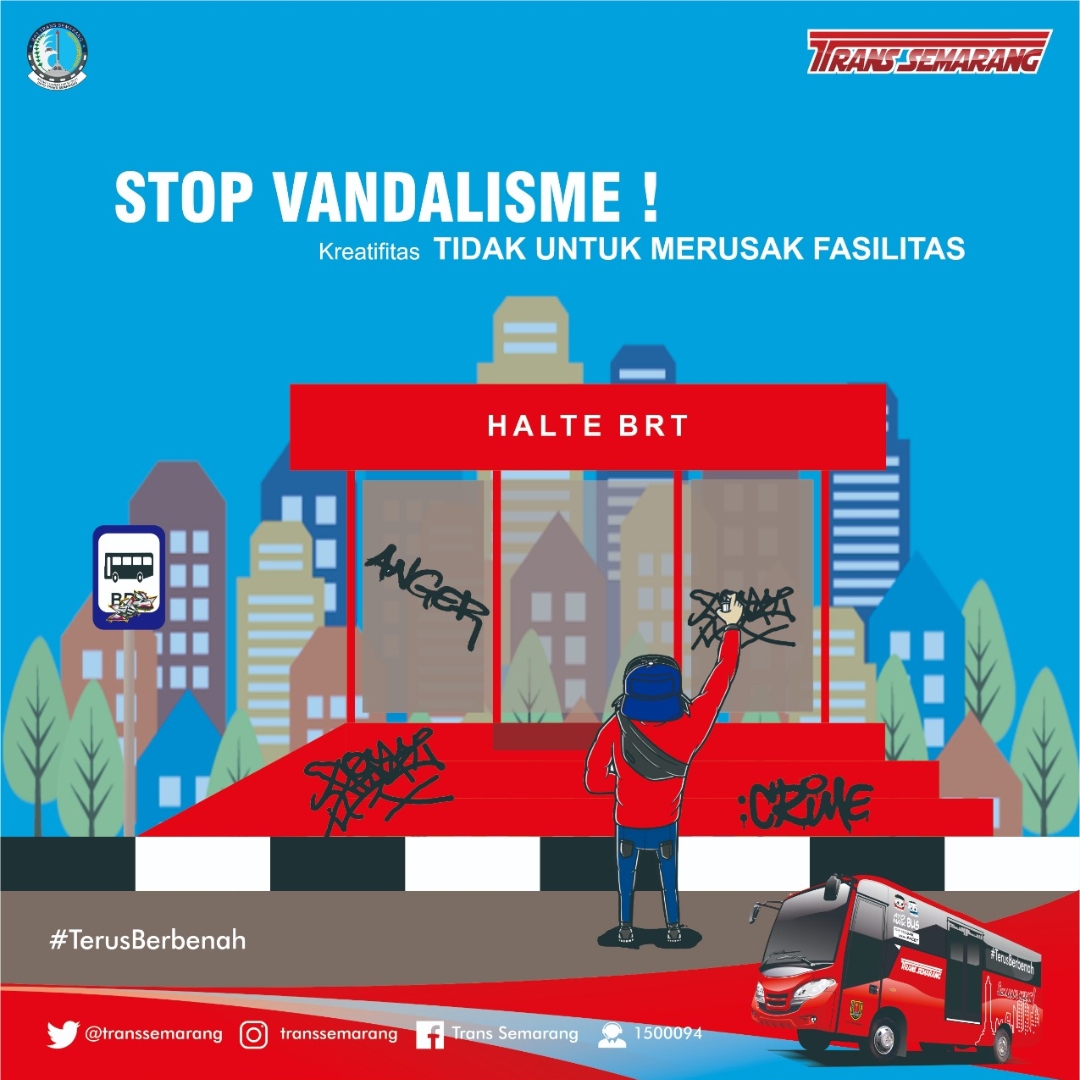 TRANS SEMARANG
STOP VANDALISME !
Kreatifitas TIDAK UNTUK MERUSAK FASILITAS
HALTE BRT
ANGER
:CRIME
#TerusBerbenah
#TerusBerbenah
BUS
TRANS SEMARANG
@transsemarang transsemarang Trans Semarang 1500094